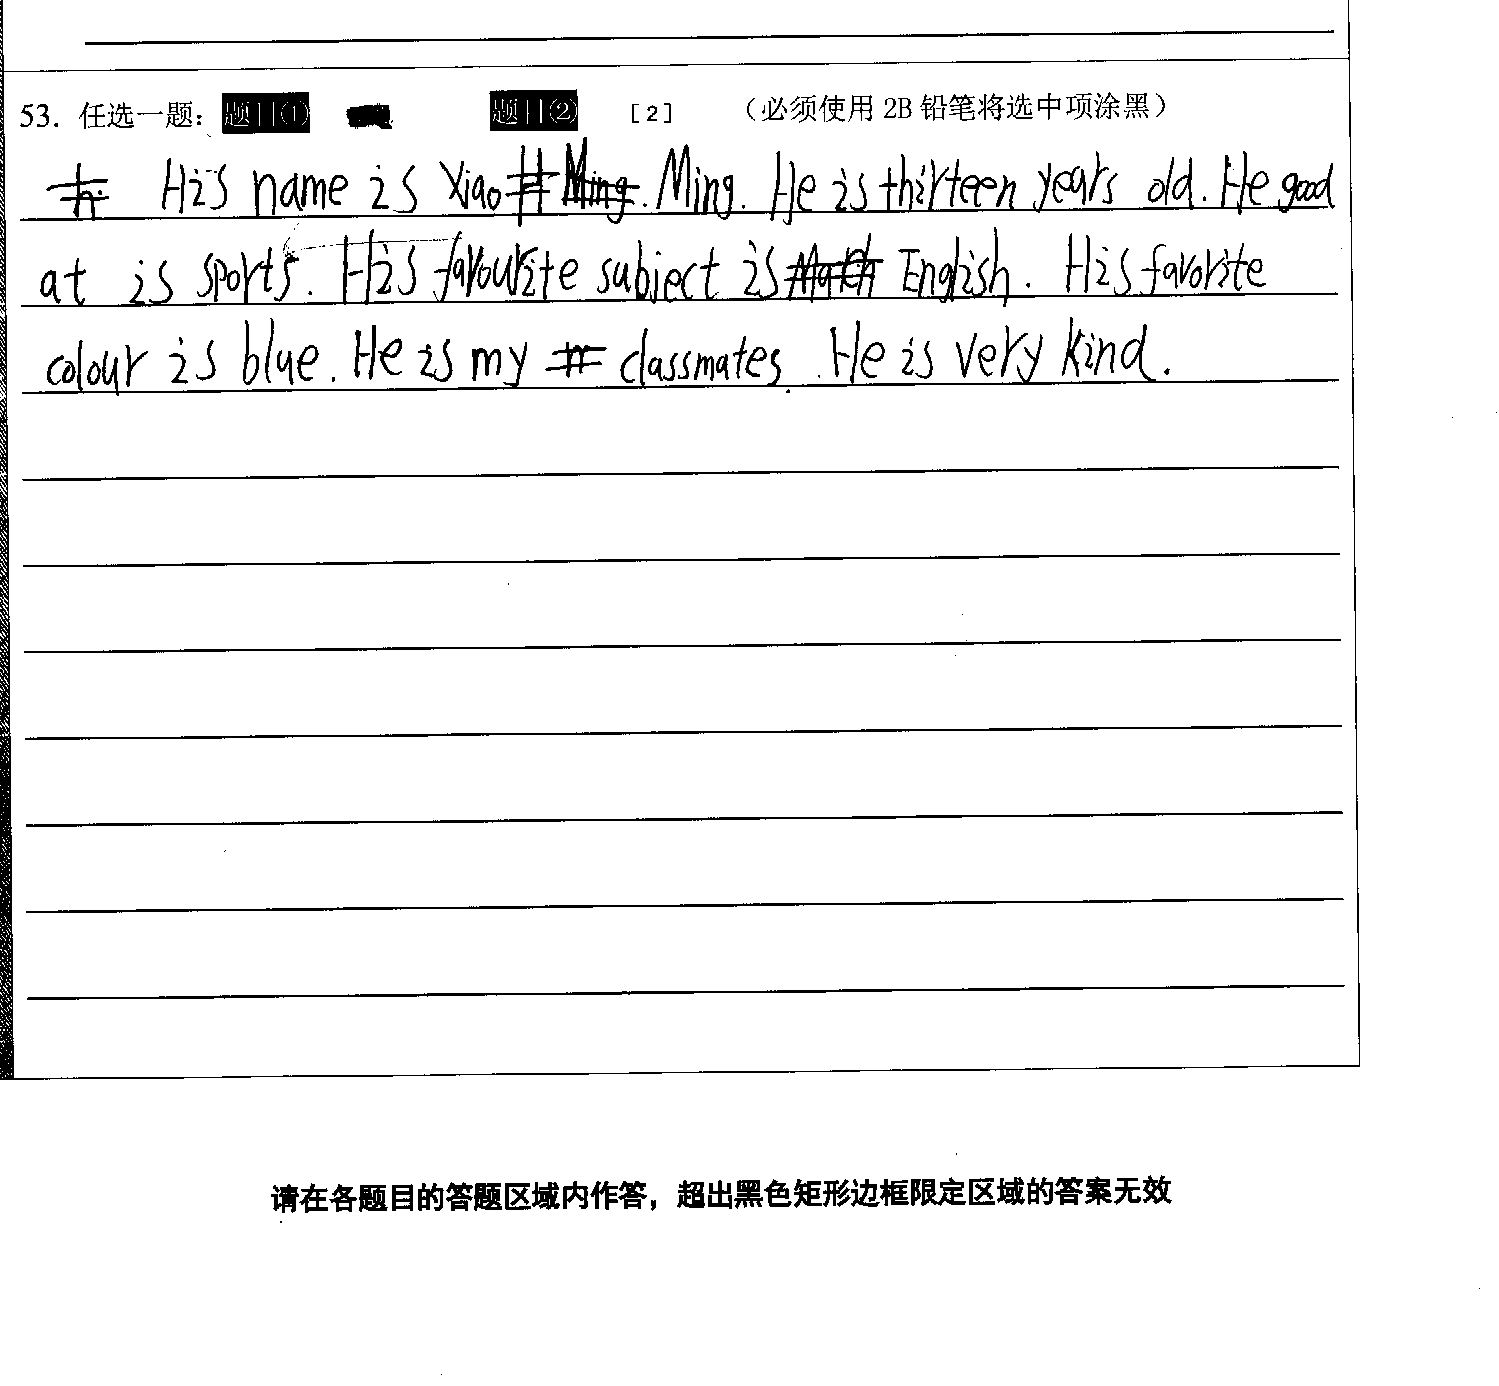 53. 任选一题：题目① 题目② [2] （必须使用 2B 铅笔将选中项涂黑）
His name is Xiao Ming. He is thirteen years old. He good
at is sports. His favourite subject is English. His favorite
colour is blue. He is my classmates. He is very kind.
请在各题目的答题区域内作答，超出黑色矩形边框限定区域的答案无效